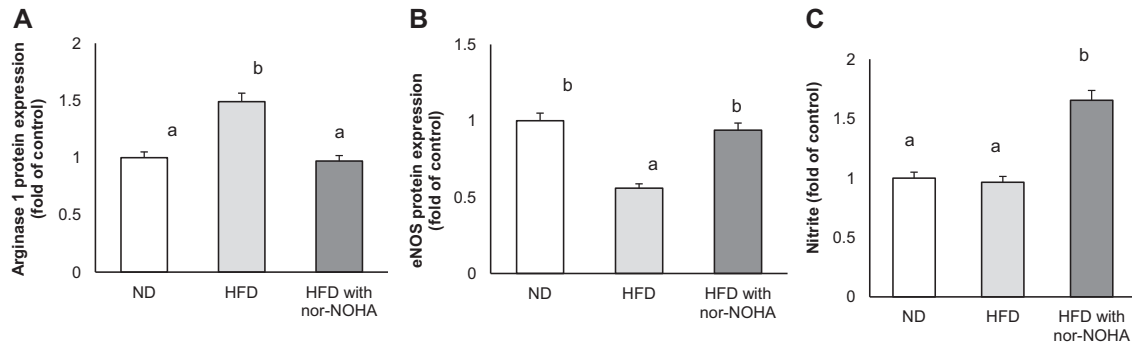 A
Arginase 1 protein expression
(fold of control)
2
1.5
1
0.5
0
a
b
a
ND
HFD
HFD with
nor-NOHA
B
eNOS protein expression
(fold of control)
1.5
1
0.5
0
b
a
b
ND
HFD
HFD with
nor-NOHA
C
Nitrite (fold of control)
2
1.5
1
0.5
0
a
a
b
ND
HFD
HFD with
nor-NOHA